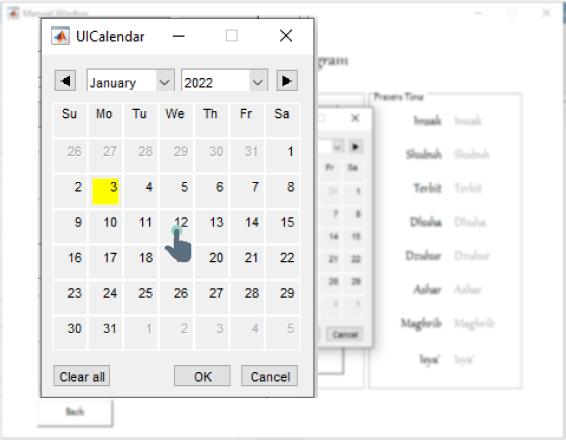 Manual Window
UICalendar
January 2022
gram
Prayers Time
Su Mo Tu We Th Fr Sa
26 27 28 29 30 31 1
2 3 4 5 6 7 8
9 10 11 12 13 14 15
16 17 18 20 21 22
23 24 25 26 27 28 29
30 31 1 2 3 4 5
Clear all OK Cancel
Fr Sa
31 1
7 8
14 15
21 22
28 29
4 5
Cancel
Imsak Imsak
Shubuh Shubuh
Terbit Terbit
Dhuha Dhuha
Dzuhur Dzuhur
Ashar Ashar
Maghrib Maghrib
Isya' Isya'
Back